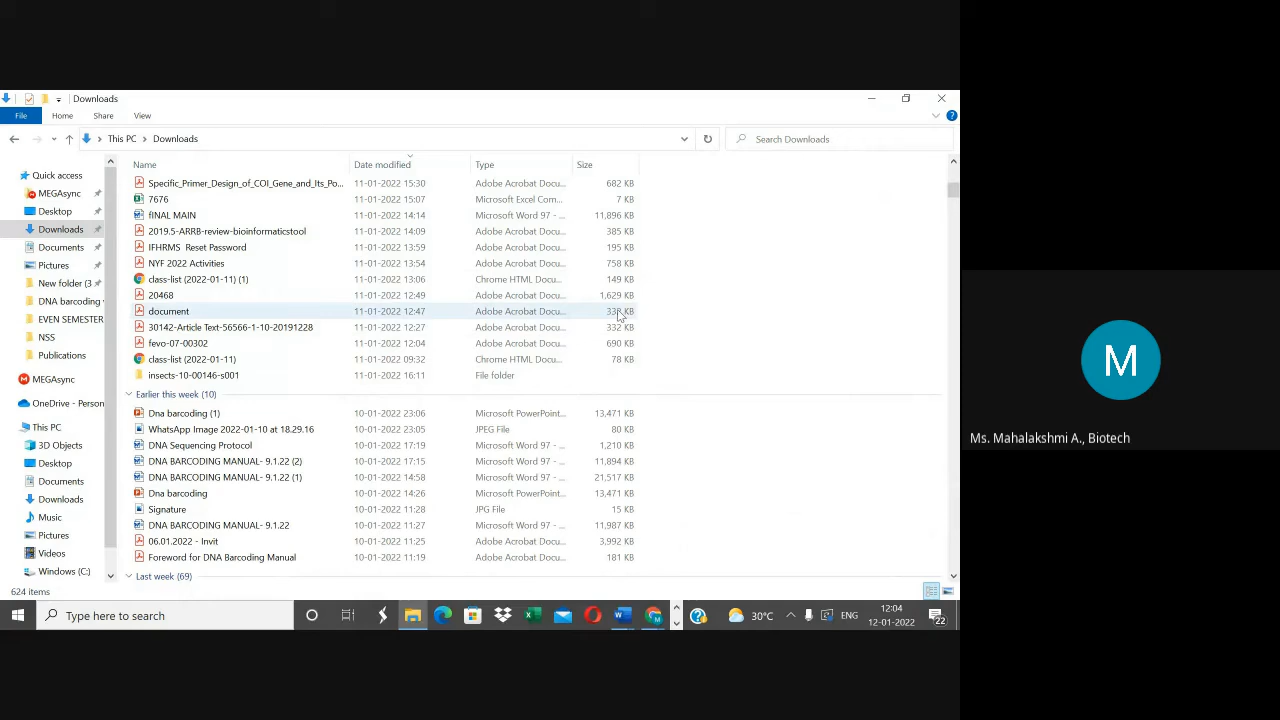 Downloads
File Home Share View
This PC Downloads
Search Downloads
Name Date modified Type Size
Quick access
MEGAsync
Desktop
Downloads
Documents
Pictures
New folder (3
DNA barcoding
EVEN SEMESTER
NSS
Publications
MEGAsync
OneDrive - Person
This PC
3D Objects
Desktop
Documents
Downloads
Music
Pictures
Videos
Windows (C:)
Specific_Primer_Design_of_COI_Gene_and_Its_Po... 11-01-2022 15:30 Adobe Acrobat Docu... 682 KB
7676 11-01-2022 15:07 Microsoft Excel Com... 7 KB
fINAL MAIN 11-01-2022 14:14 Microsoft Word 97 - ... 11,896 KB
2019.5-ARRB-review-bioinformaticstool 11-01-2022 14:09 Adobe Acrobat Docu... 385 KB
IFHRMS Reset Password 11-01-2022 13:59 Adobe Acrobat Docu... 195 KB
NYF 2022 Activities 11-01-2022 13:54 Adobe Acrobat Docu... 758 KB
class-list (2022-01-11) (1) 11-01-2022 13:06 Chrome HTML Docu... 149 KB
20468 11-01-2022 12:49 Adobe Acrobat Docu... 1,629 KB
document 11-01-2022 12:47 Adobe Acrobat Docu... KB
30142-Article Text-56566-1-10-20191228 11-01-2022 12:27 Adobe Acrobat Docu... 332 KB
fevo-07-00302 11-01-2022 12:04 Adobe Acrobat Docu... 690 KB
class-list (2022-01-11) 11-01-2022 09:32 Chrome HTML Docu... 78 KB
insects-10-00146-s001 11-01-2022 16:11 File folder
Earlier this week (10)
Dna barcoding (1) 10-01-2022 23:06 Microsoft PowerPoint... 13,471 KB
WhatsApp Image 2022-01-10 at 18.29.16 10-01-2022 23:05 JPEG File 80 KB
DNA Sequencing Protocol 10-01-2022 17:19 Microsoft Word 97 - ... 1,210 KB
DNA BARCODING MANUAL- 9.1.22 (2) 10-01-2022 17:15 Microsoft Word 97 - ... 11,894 KB
DNA BARCODING MANUAL- 9.1.22 (1) 10-01-2022 14:58 Microsoft Word 97 - ... 21,517 KB
Dna barcoding 10-01-2022 14:26 Microsoft PowerPoint... 13,471 KB
Signature 10-01-2022 11:28 JPG File 15 KB
DNA BARCODING MANUAL- 9.1.22 10-01-2022 11:27 Microsoft Word 97 - ... 11,987 KB
06.01.2022 - Invit 10-01-2022 11:25 Adobe Acrobat Docu... 3,992 KB
Foreword for DNA Barcoding Manual 10-01-2022 11:19 Adobe Acrobat Docu... 181 KB
Last week (69)
624 items
Type here to search
30°C
ENG
12:04
12-01-2022
22
M
Ms. Mahalakshmi A., Biotech